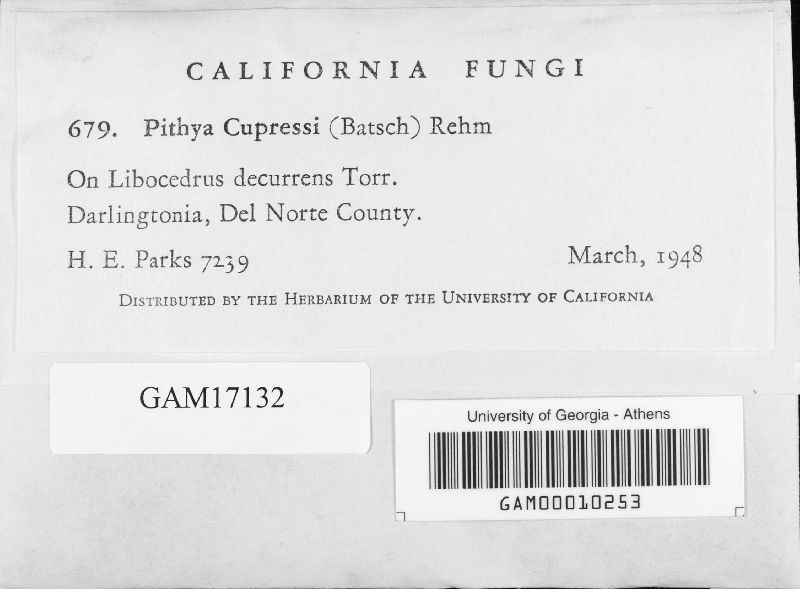 CALIFORNIA FUNGI
679. Pithya Cupressi (Batsch) Rehm
On Libocedrus decurrens Torr.
Darlingtonia, Del Norte County.
H. E. Parks 7239 March, 1948
DISTRIBUTED BY THE HERBARIUM OF THE UNIVERSITY OF CALIFORNIA
GAM17132
University of Georgia - Athens
GAM00010253